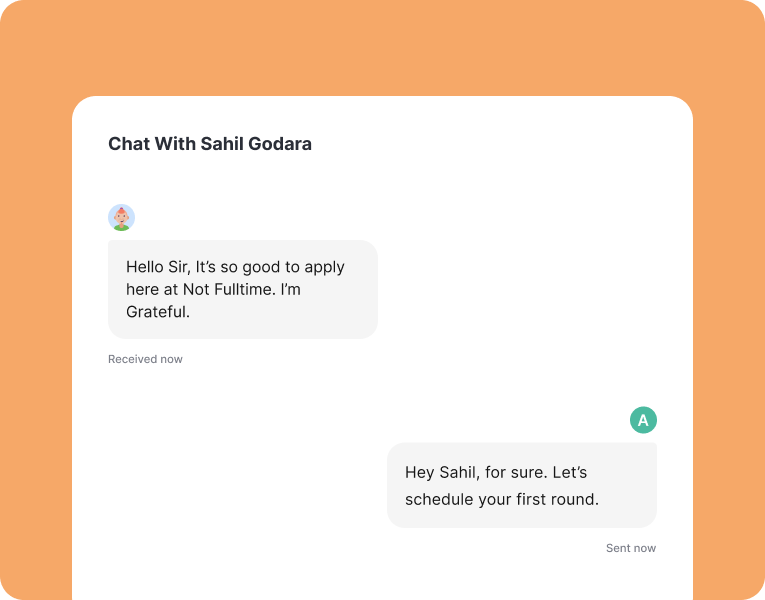 Chat With Sahil Godara
Hello Sir, It’s so good to apply
here at Not Fulltime. I’m
Grateful.
Received now
A
Hey Sahil, for sure. Let’s
schedule your first round.
Sent now